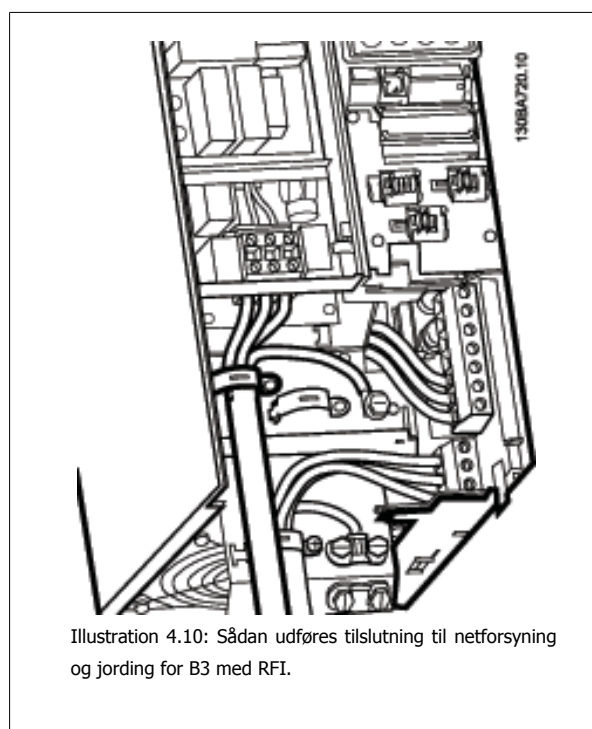 130BA720.10
Illustration 4.10: Sådan udføres tilslutning til netforsyning
og jording for B3 med RFI.